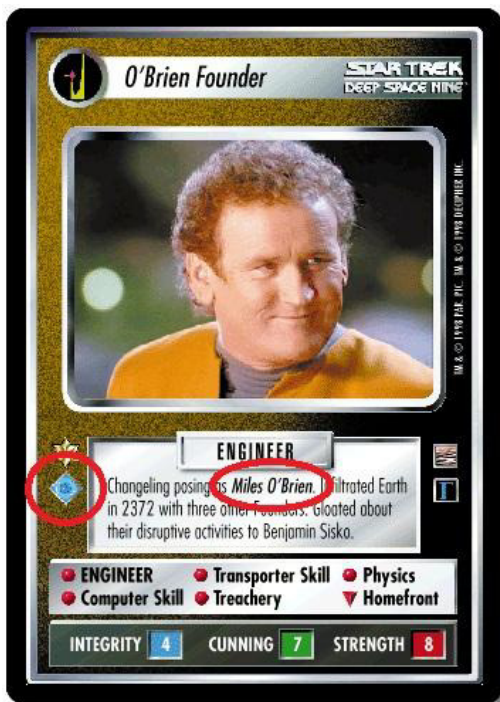 O'Brien Founder
STAR TREK
DEEP SPACE NINE
TM & © 1998 PAR. PIC. TM & © 1998 DECIPHER INC.
ENGINEER
Changeling posing as Miles O'Brien. I filtrated Earth
in 2372 with three other Founders. Gloated about
their disruptive activities to Benjamin Sisko.
ENGINEER Transporter Skill Physics
Computer Skill Treachery Homefront
INTEGRITY 4 CUNNING 7 STRENGTH 8